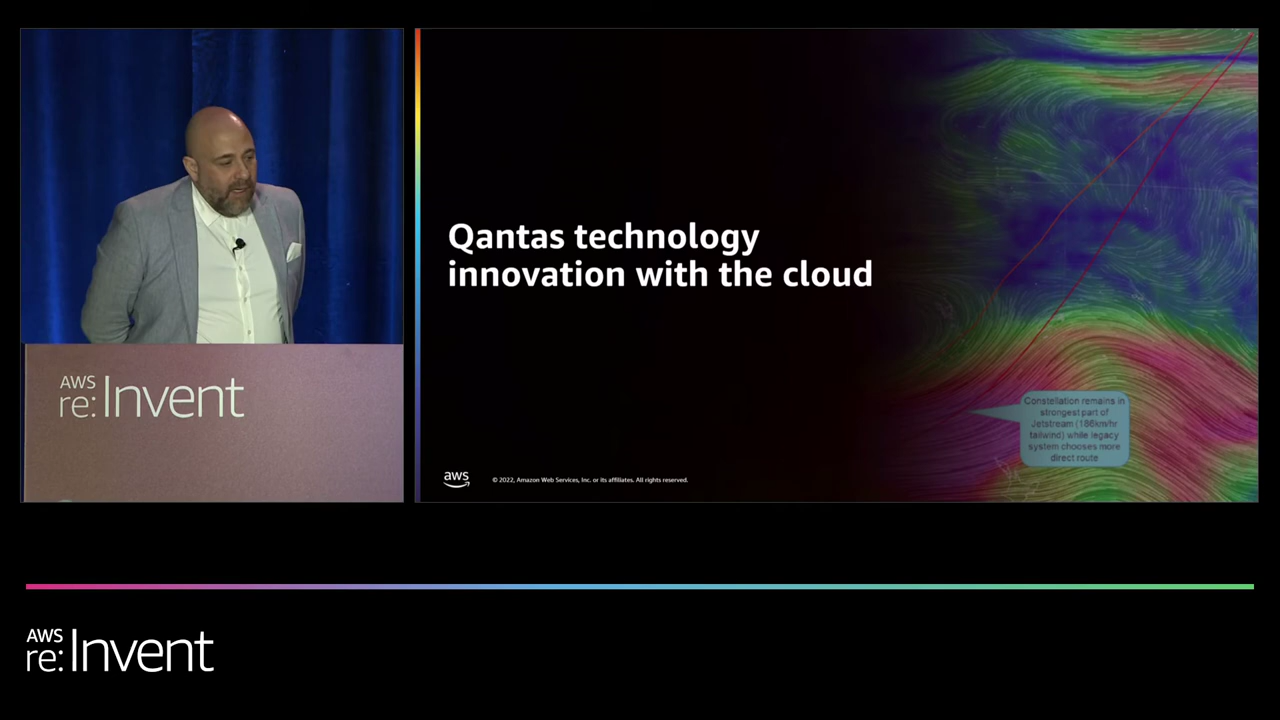 AWS
re:Invent
Qantas technology
innovation with the cloud
Constellation remains in
strongest part of
Jetstream (186km/hr
tailwind) while legacy
system chooses more
direct route
aws
© 2022, Amazon Web Services, Inc. or its affiliates. All rights reserved.
AWS
re:Invent